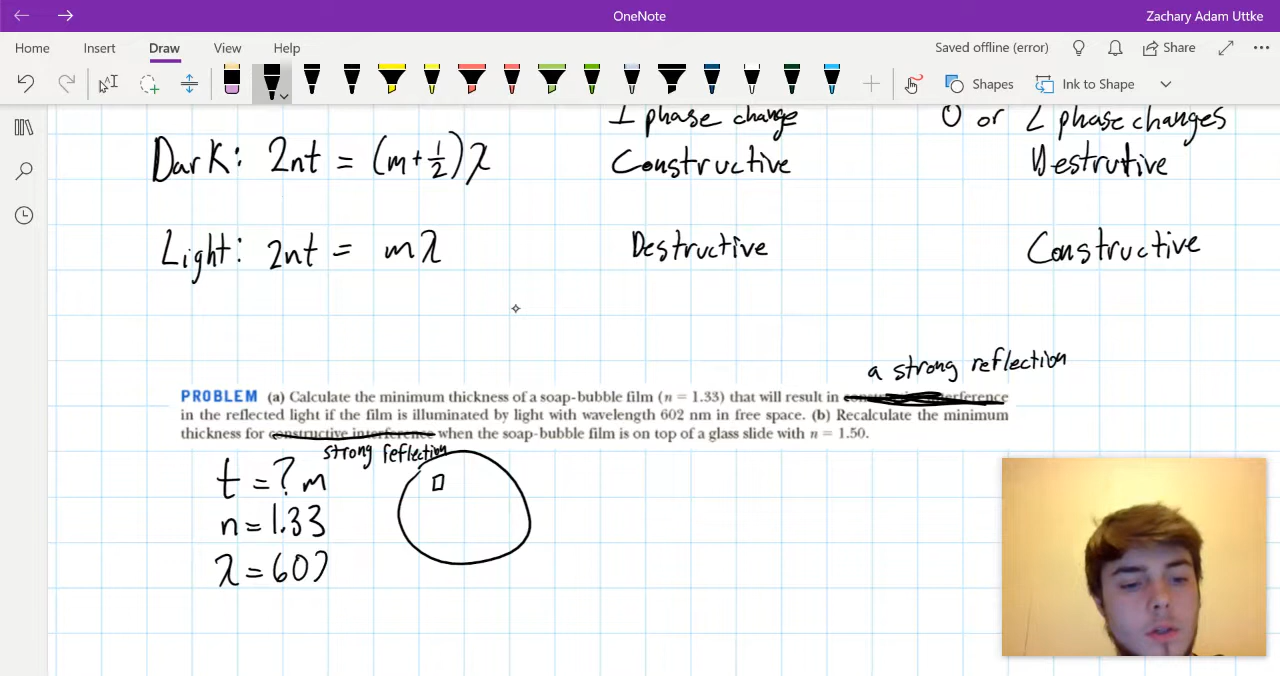 OneNote
Zachary Adam Uttke
Home Insert Draw View Help
Saved offline (error) Share
Shapes Ink to Shape
1 phase change 0 or 2 phase changes
Dark: 2nt = (m+½)λ Constructive Destrutive
Light: 2nt = mλ Destructive Constructive
a strong reflection
PROBLEM (a) Calculate the minimum thickness of a soap-bubble film (n = 1.33) that will result in
in the reflected light if the film is illuminated by light with wavelength 602 nm in free space. (b) Recalculate the minimum
thickness for constructive interference when the soap-bubble film is on top of a glass slide with n = 1.50.
strong reflection
t = ? m
n = 1.33
λ = 602